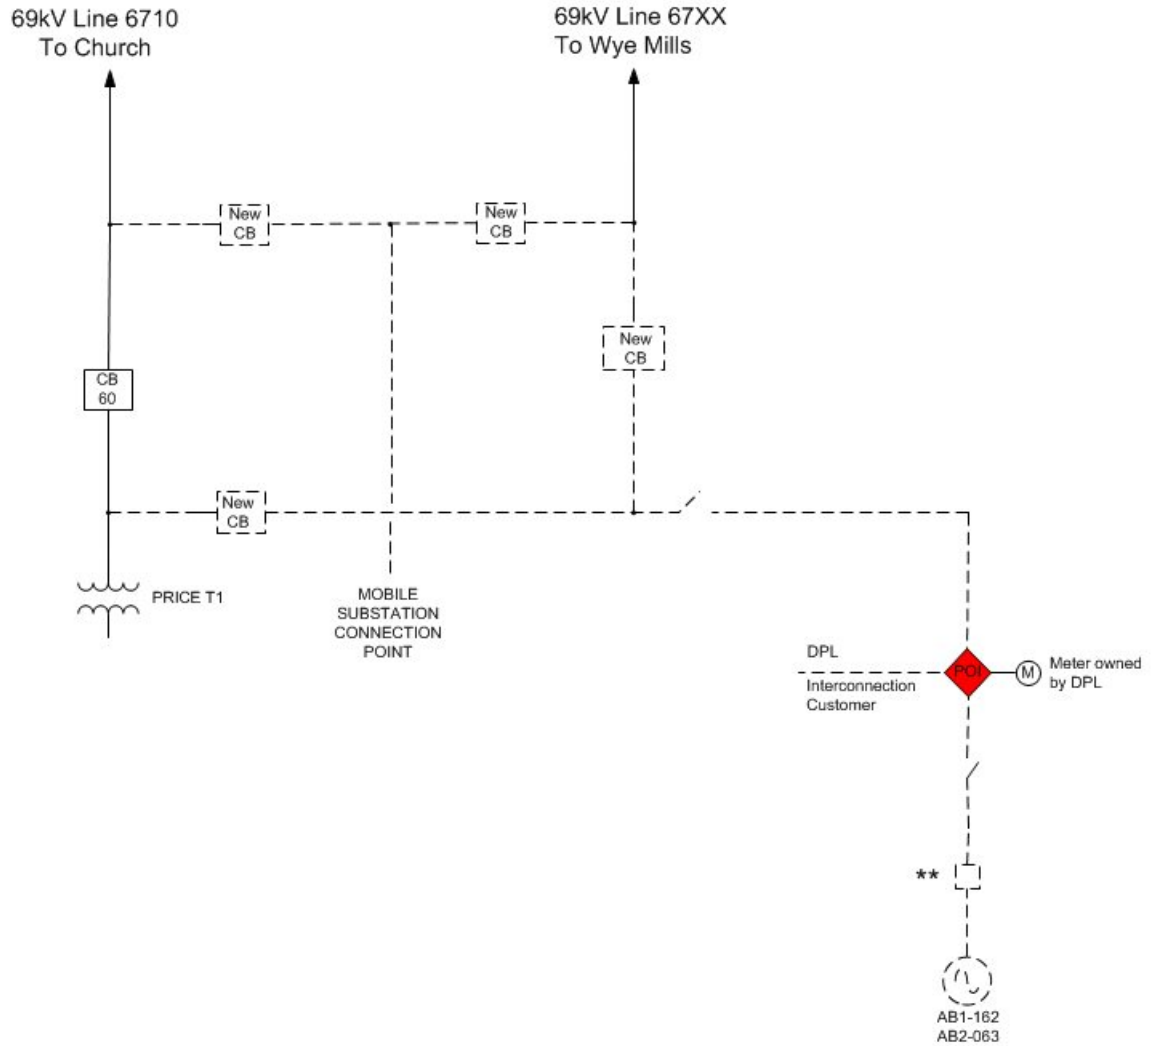 69kV Line 6710
To Church
69kV Line 67XX
To Wye Mills
New
CB
New
CB
New
CB
CB
60
New
CB
PRICE T1
MOBILE
SUBSTATION
CONNECTION
POINT
DPL
Interconnection
Customer
POI
M
Meter owned
by DPL
**
AB1-162
AB2-063